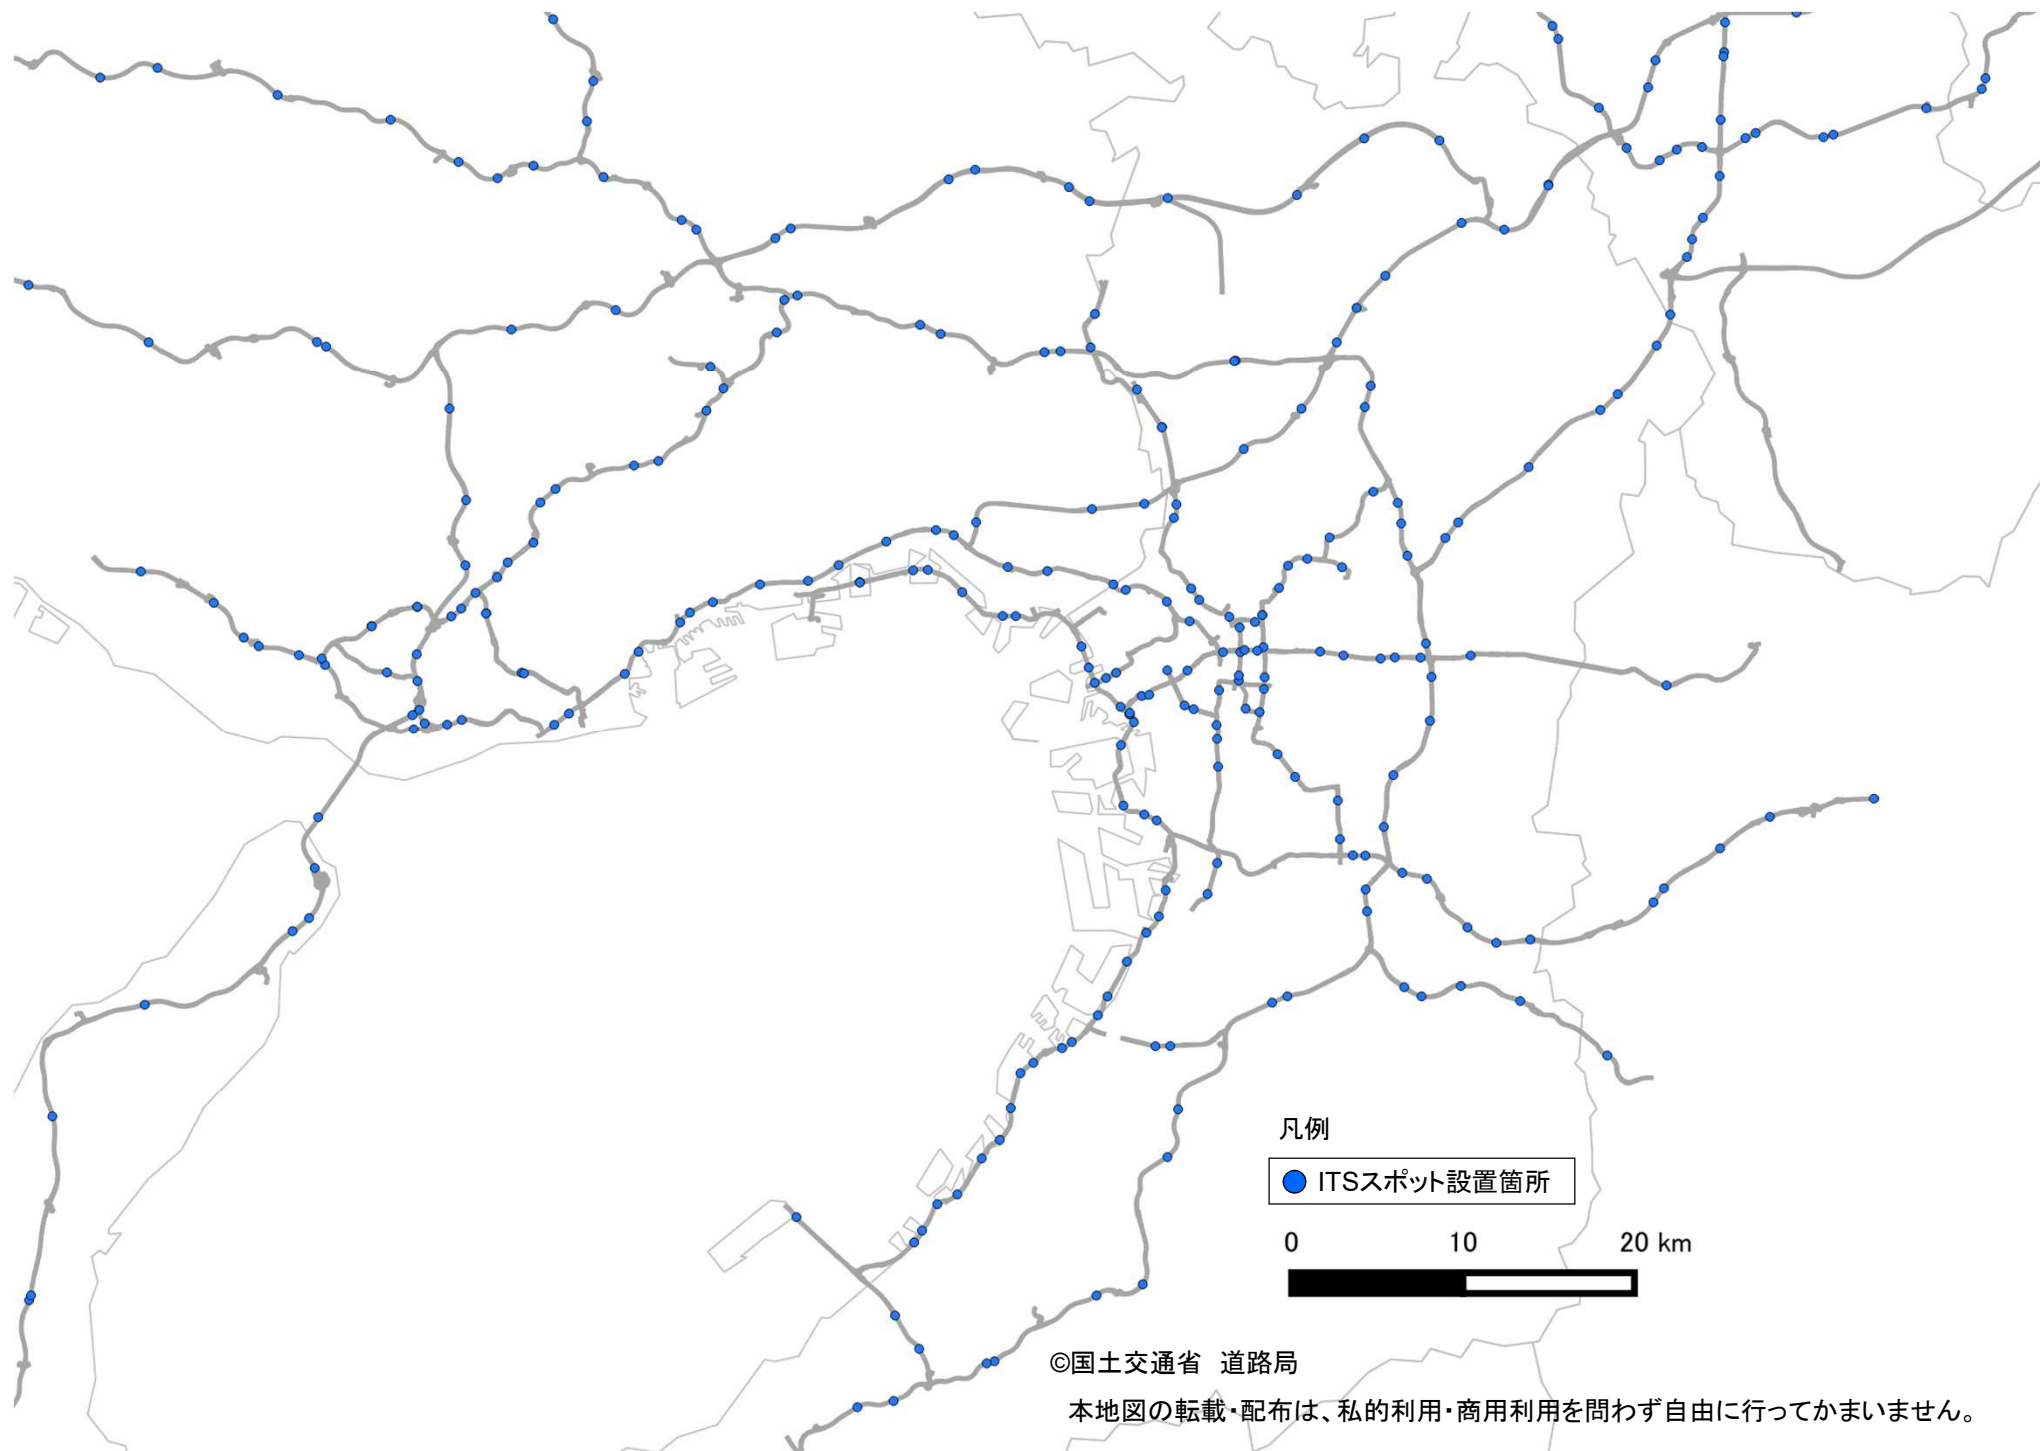 凡例
ITSスポット設置箇所
0 10 20 km
©国土交通省 道路局
本地図の転載・配布は、私的利用・商用利用を問わず自由に行ってかまいません。